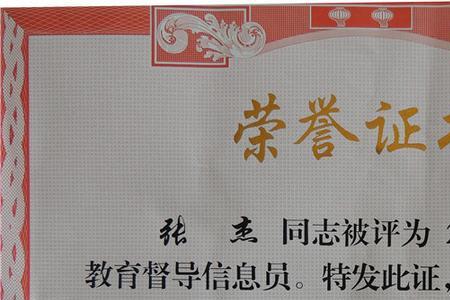 荣誉证
张杰 同志被评为 2
教育督导信息员。特发此证，